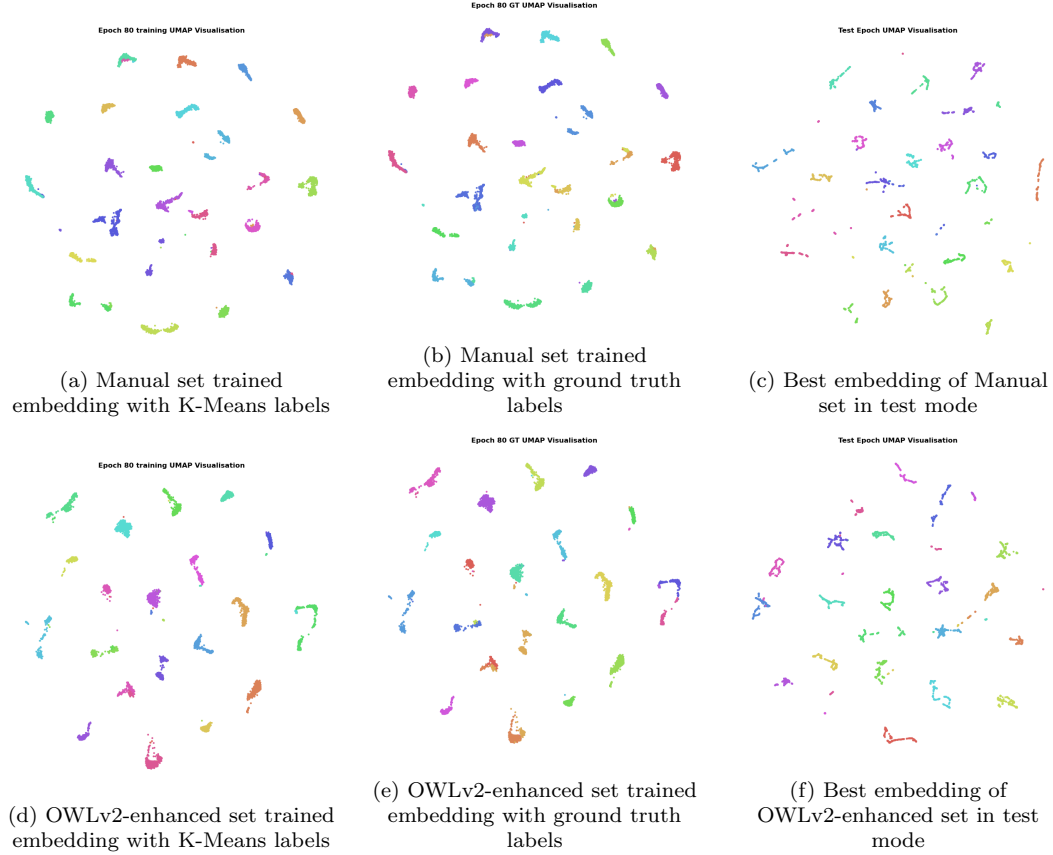 Epoch 80 training UMAP Visualisation
(a) Manual set trained
embedding with K-Means labels
Epoch 80 GT UMAP Visualisation
(b) Manual set trained
embedding with ground truth
labels
Test Epoch UMAP Visualisation
(c) Best embedding of Manual
set in test mode
Epoch 80 training UMAP Visualisation
(d) OWLv2-enhanced set trained
embedding with K-Means labels
Epoch 80 GT UMAP Visualisation
(e) OWLv2-enhanced set trained
embedding with ground truth
labels
Test Epoch UMAP Visualisation
(f) Best embedding of
OWLv2-enhanced set in test
mode